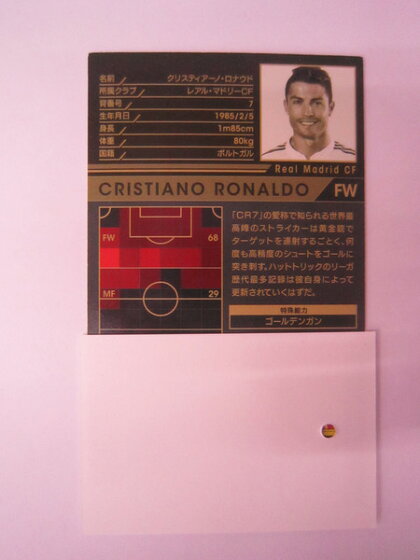 名前 クリスティアーノ・ロナウド
所属クラブ レアル・マドリーCF
背番号 7
生年月日 1985/2/5
身長 1m85cm
体重 80kg
国籍 ポルトガル
Real Madrid CF
CRISTIANO RONALDO FW
「CR7」の愛称で知られる世界最
高峰のストライカーは黄金銃で
ターゲットを連射するごとく、何
度も高精度のシュートをゴールに
突き刺す。ハットトリックのリーガ
歴代最多記録は彼自身によって
更新されていくはずだ。
FW 68
MF 29
特殊能力
ゴールデンガン